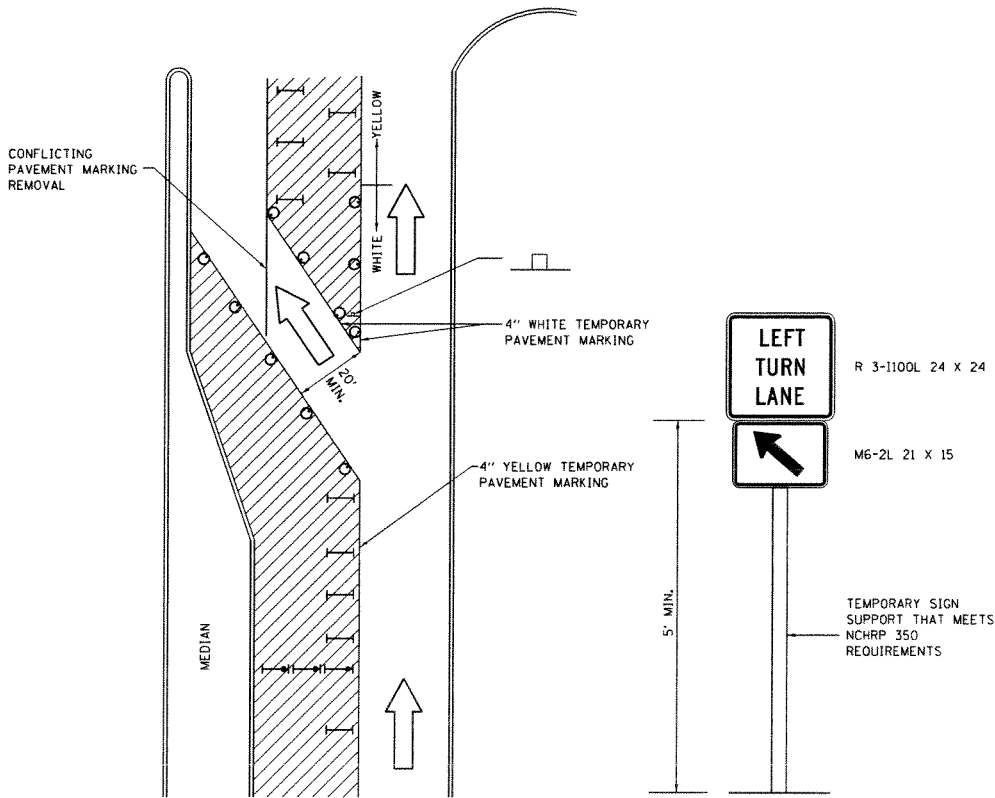 CONFLICTING
PAVEMENT MARKING
REMOVAL
YELLOW
WHITE
4" WHITE TEMPORARY
PAVEMENT MARKING
20'
MIN.
4" YELLOW TEMPORARY
PAVEMENT MARKING
MEDIAN
LEFT
TURN
LANE
R 3-I100L 24 X 24
M6-2L 21 X 15
5' MIN.
TEMPORARY SIGN
SUPPORT THAT MEETS
NCHRP 350
REQUIREMENTS